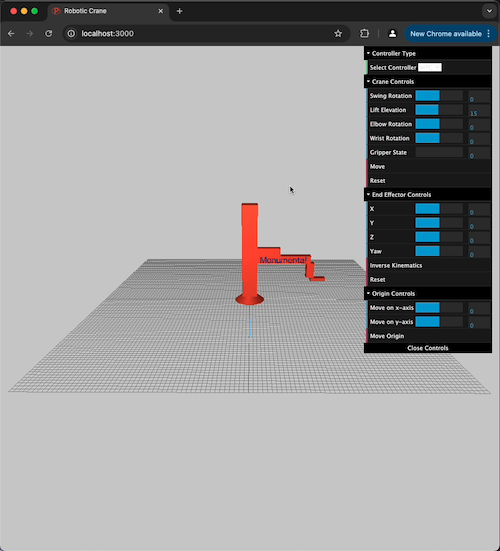 Robotic Crane
localhost:3000
New Chrome available
Controller Type
Select Controller
Crane Controls
Swing Rotation 0
Lift Elevation 15
Elbow Rotation 0
Wrist Rotation 0
Gripper State 0
Move
Reset
End Effector Controls
X 0
Y 0
Z 0
Yaw 0
Inverse Kinematics
Reset
Origin Controls
Move on x-axis 0
Move on y-axis 0
Move Origin
Close Controls
Monumental